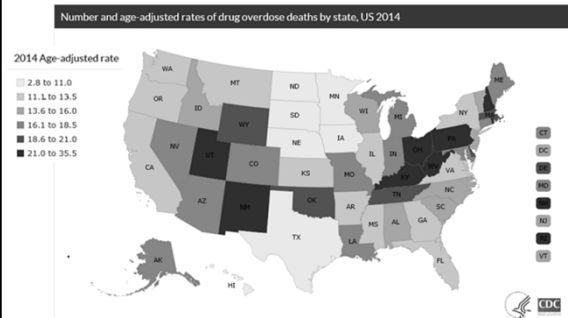 Number and age-adjusted rates of drug overdose deaths by state, US 2014
2014 Age-adjusted rate
2.8 to 11.0
11.1 to 13.5
13.6 to 16.0
16.1 to 18.5
18.6 to 21.0
21.0 to 35.5
WA
MT
ND
MN
ME
OR
ID
SD
WI
MI
NY
WY
NE
IA
PA
NV
UT
CO
IL
IN
OH
CA
KS
MO
KY
WV
VA
AZ
NM
OK
AR
TN
NC
SC
TX
LA
MS
AL
GA
FL
AK
HI
CT
DC
DE
MD
NH
NJ
RI
VT
CDC